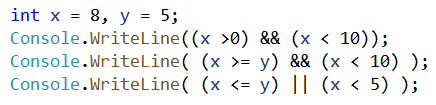 int x = 8, y = 5;
Console.WriteLine((x >0) && (x < 10));
Console.WriteLine( (x >= y) && (x < 10) );
Console.WriteLine( (x <= y) || (x < 5) );